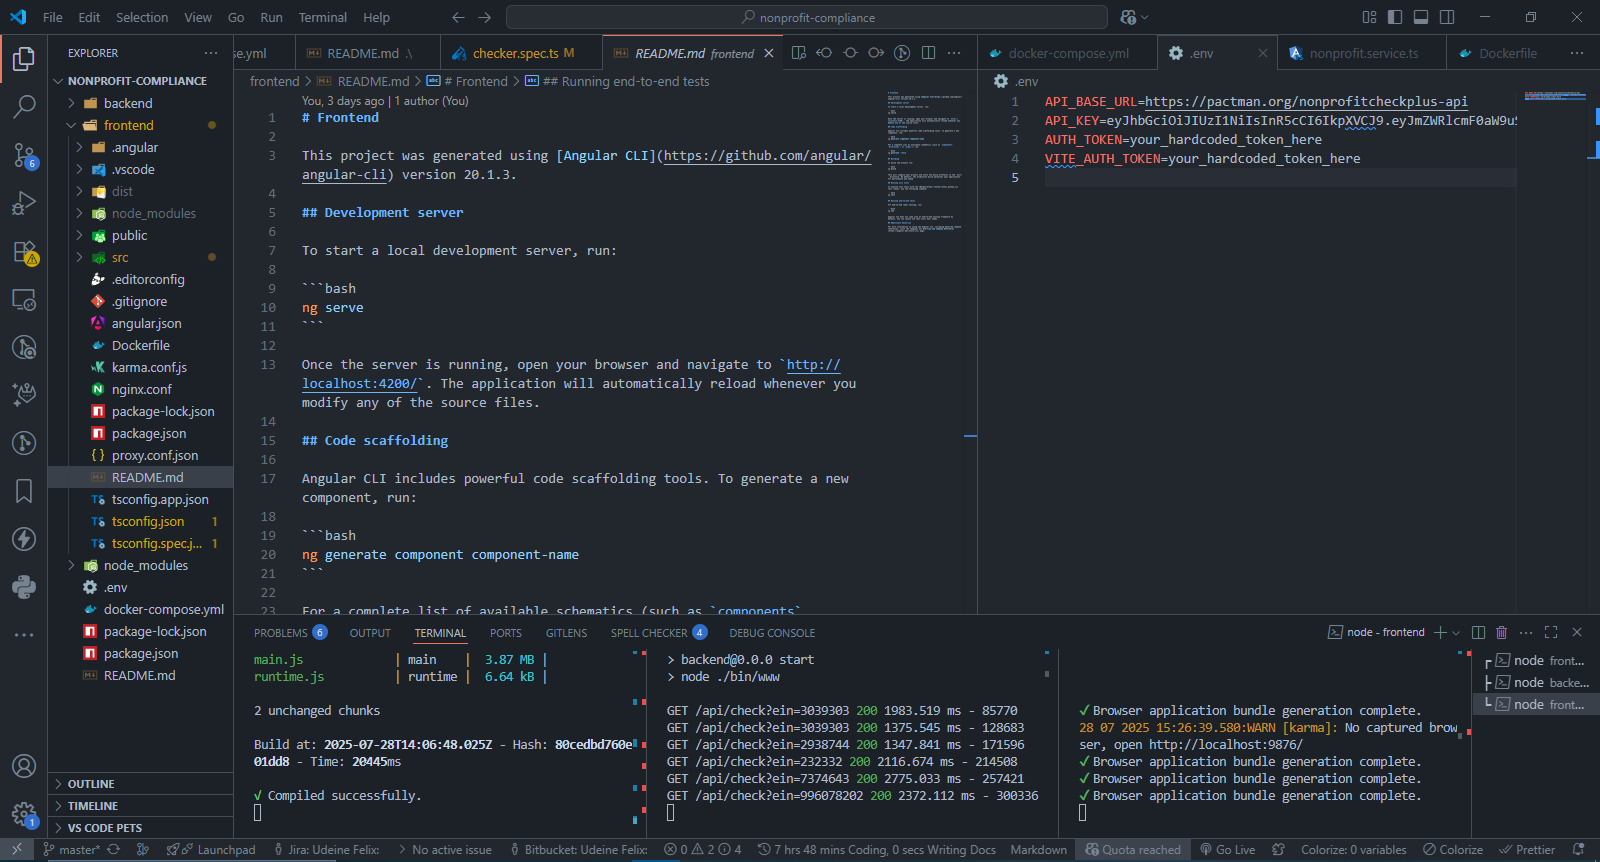 File Edit Selection View Go Run Terminal Help
nonprofit-compliance
EXPLORER
NONPROFIT-COMPLIANCE
backend
frontend
.angular
.vscode
dist
node_modules
public
src
.editorconfig
.gitignore
angular.json
Dockerfile
karma.conf.js
nginx.conf
package-lock.json
package.json
proxy.conf.json
README.md
tsconfig.app.json
tsconfig.json 1
tsconfig.spec.j... 1
node_modules
.env
docker-compose.yml
package-lock.json
package.json
README.md
OUTLINE
TIMELINE
VS CODE PETS
se.yml
README.md .\
checker.spec.ts M
README.md frontend
frontend > README.md > # Frontend > ## Running end-to-end tests
You, 3 days ago | 1 author (You)
1 # Frontend
2
3 This project was generated using [Angular CLI](https://github.com/angular/
angular-cli) version 20.1.3.
4
5 ## Development server
6
7 To start a local development server, run:
8
9 ```bash
10 ng serve
11 ```
12
13 Once the server is running, open your browser and navigate to `http://
localhost:4200/`. The application will automatically reload whenever you
modify any of the source files.
14
15 ## Code scaffolding
16
17 Angular CLI includes powerful code scaffolding tools. To generate a new
component, run:
18
19 ```bash
20 ng generate component component-name
21 ```
22
23 For a complete list of available schematics (such as `components`,
docker-compose.yml
.env
nonprofit.service.ts
Dockerfile
.env
1 API_BASE_URL=https://pactman.org/nonprofitcheckplus-api
2 API_KEY=eyJhbGciOiJIUzI1NiIsInR5cCI6IkpXVCJ9.eyJmZWRlcmF0aW9uS
3 AUTH_TOKEN=your_hardcoded_token_here
4 VITE_AUTH_TOKEN=your_hardcoded_token_here
5
PROBLEMS 6 OUTPUT TERMINAL PORTS GITLENS SPELL CHECKER 4 DEBUG CONSOLE
node - frontend
main.js | main | 3.87 MB |
runtime.js | runtime | 6.64 kB |
2 unchanged chunks
Build at: 2025-07-28T14:06:48.025Z - Hash: 80cedbd760e
01dd8 - Time: 20445ms
√ Compiled successfully.
> backend@0.0.0 start
> node ./bin/www
GET /api/check?ein=3039303 200 1983.519 ms - 85770
GET /api/check?ein=3039303 200 1375.545 ms - 128683
GET /api/check?ein=2938744 200 1347.841 ms - 171596
GET /api/check?ein=232332 200 2116.674 ms - 214508
GET /api/check?ein=7374643 200 2775.033 ms - 257421
GET /api/check?ein=996078202 200 2372.112 ms - 300336
✓ Browser application bundle generation complete.
28 07 2025 15:26:39.580:WARN [karma]: No captured brow
ser, open http://localhost:9876/
✓ Browser application bundle generation complete.
✓ Browser application bundle generation complete.
✓ Browser application bundle generation complete.
node front...
node backe...
node front...
6
1
master* Launchpad Jira: Udeine Felix: No active issue Bitbucket: Udeine Felix: 0 2 4 7 hrs 48 mins Coding, 0 secs Writing Docs Markdown Quota reached Go Live Colorize: 0 variables Colorize Prettier